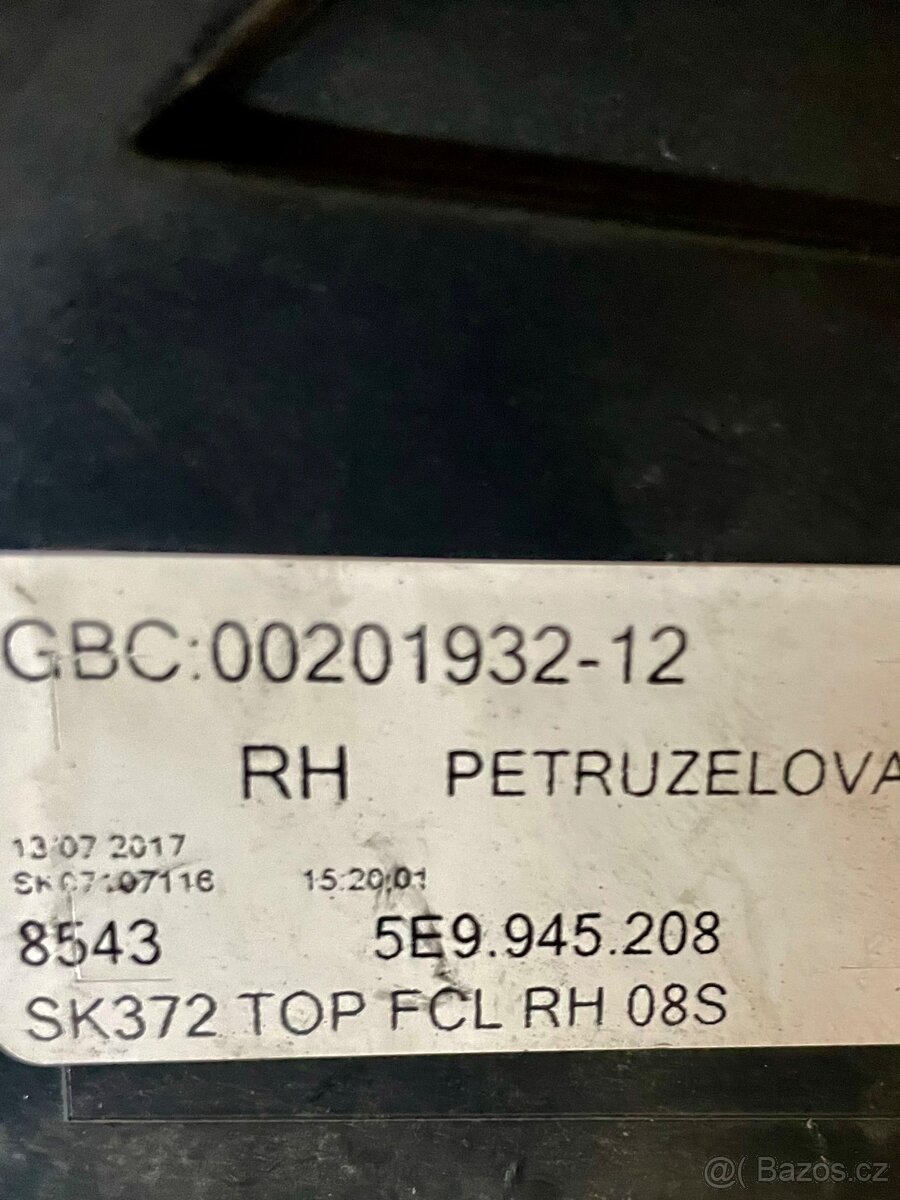 GBC:00201932-12
RH PETRUZELOVA
13 07 2017
15:20:01
8543 5E9.945.208
SK372 TOP FCL RH 08S
@( Bazos.cz